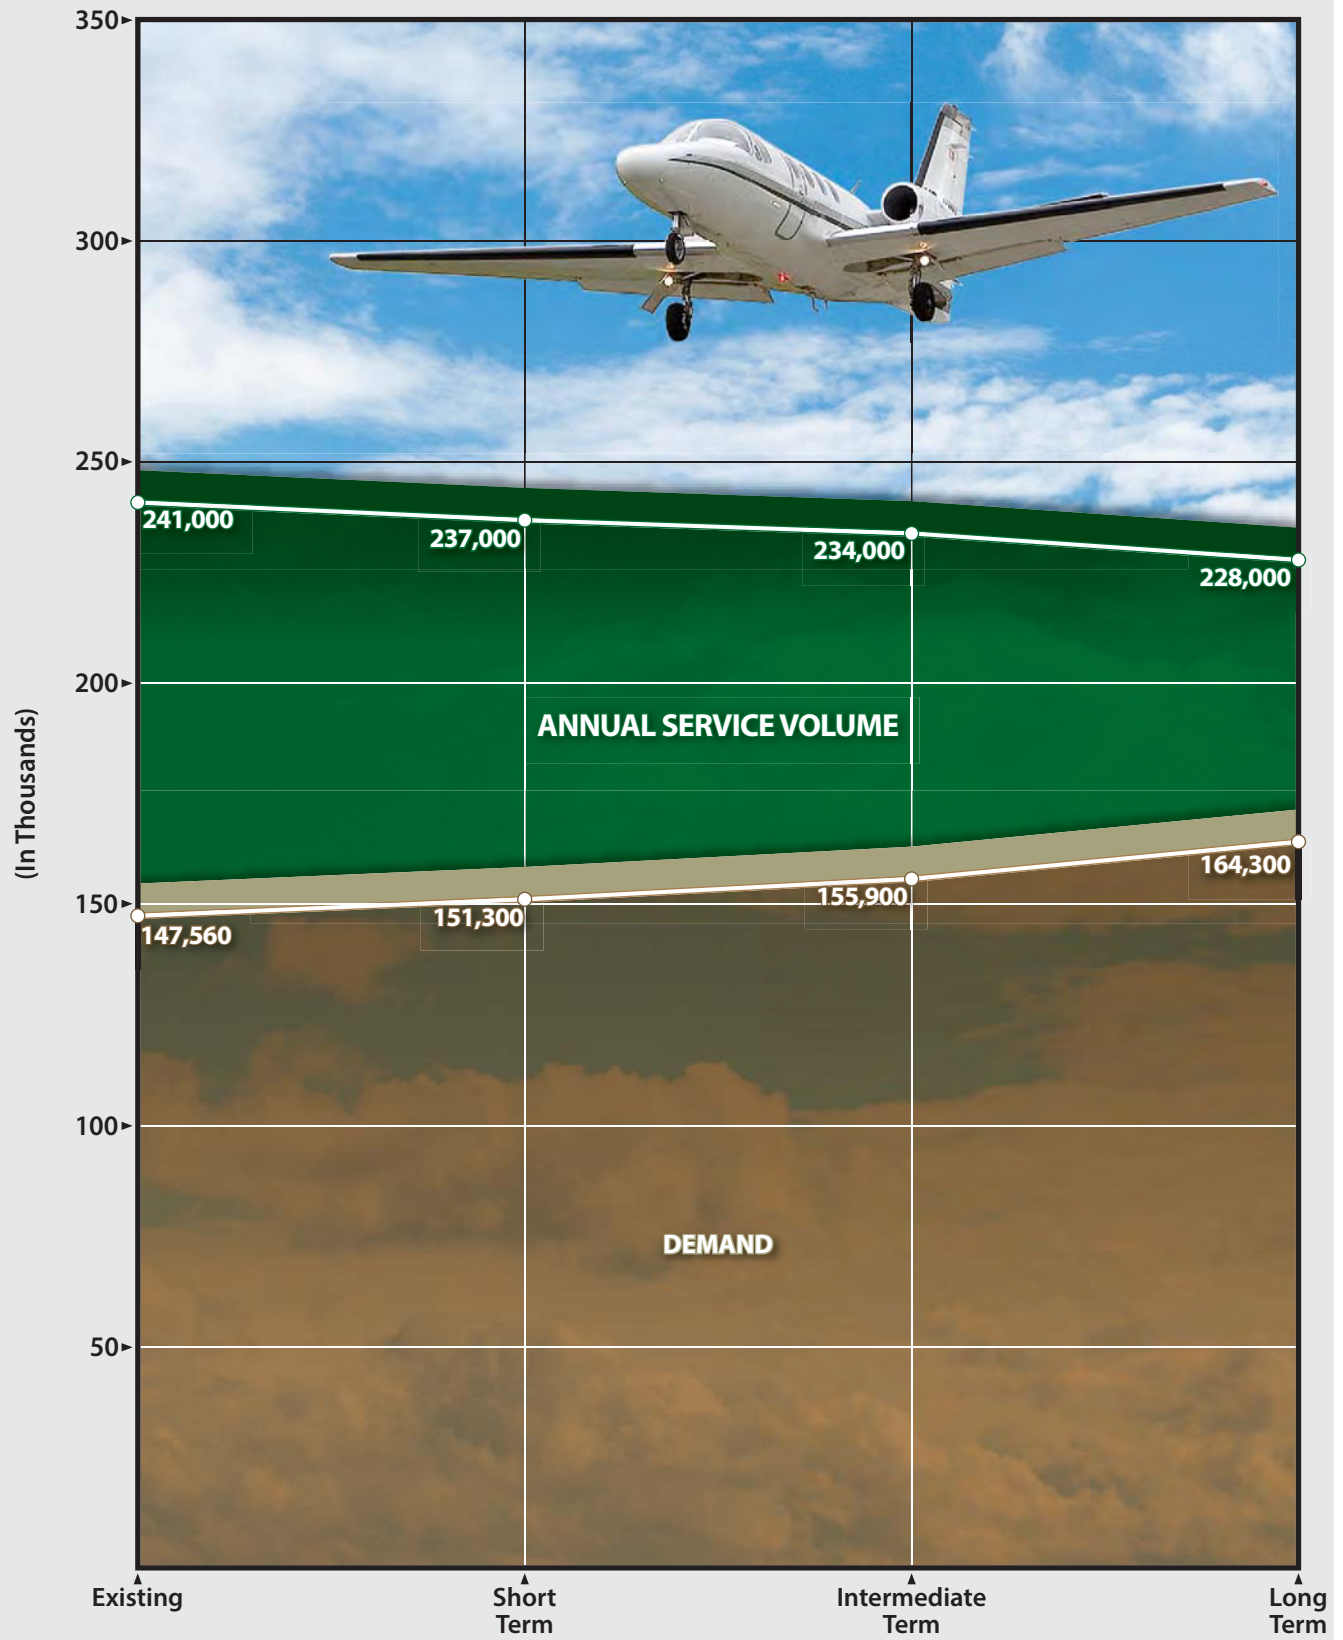 350
300
250
241,000
237,000
234,000
228,000
200
ANNUAL SERVICE VOLUME
(In Thousands)
164,300
155,900
150
151,300
147,560
100
DEMAND
50
Existing
Short
Term
Intermediate
Term
Long
Term